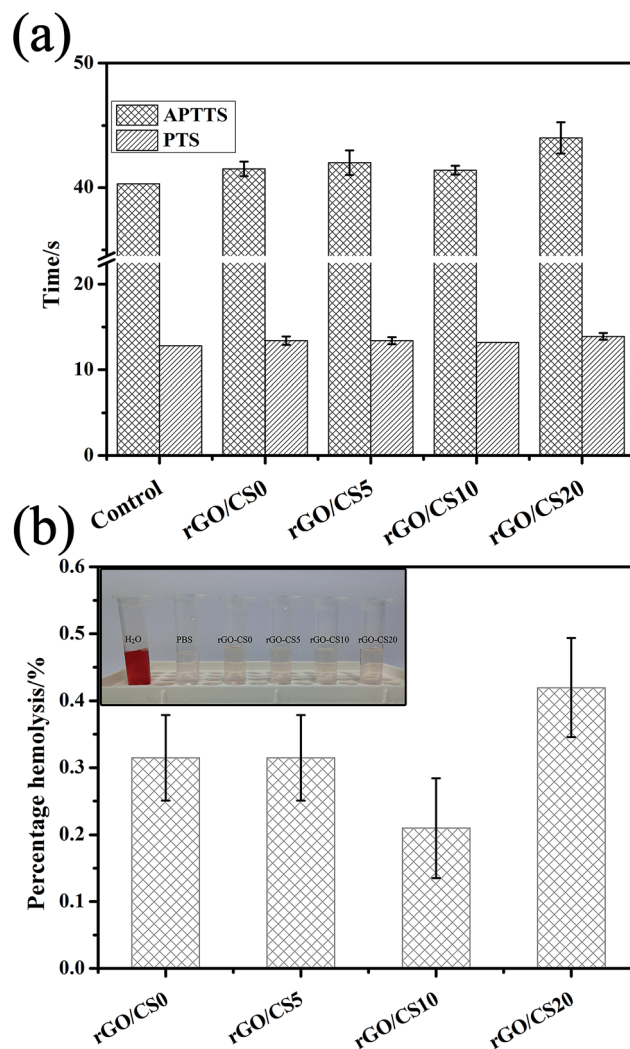 (a)
50
40
20
10
0
Time/s
APTTS
PTS
Control
rGO/CS0
rGO/CS5
rGO/CS10
rGO/CS20
(b)
0.6
0.5
0.4
0.3
0.2
0.1
0.0
Percentage hemolysis/%
H₂O
PBS
rGO-CS0
rGO-CS5
rGO-CS10
rGO-CS20
rGO/CS0
rGO/CS5
rGO/CS10
rGO/CS20